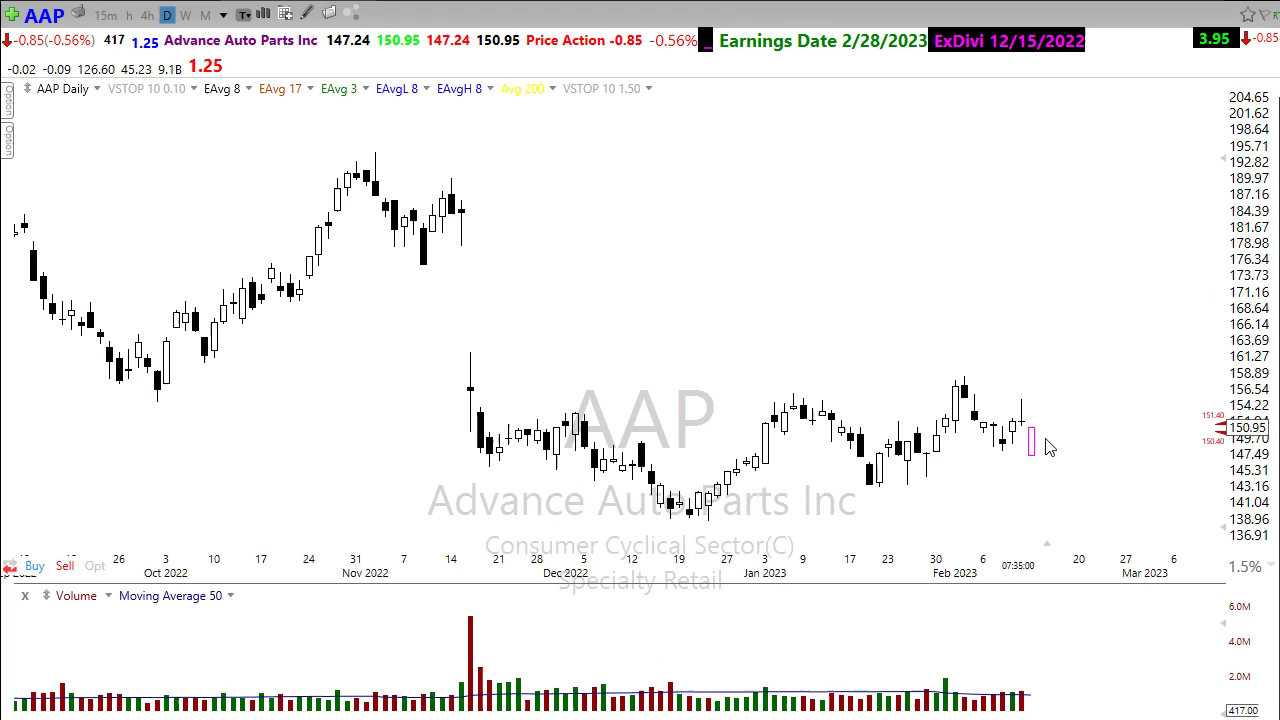 AAP 15m h 4h D W M T
-0.85(-0.56%) 417 1.25 Advance Auto Parts Inc 147.24 150.95 147.24 150.95 Price Action -0.85 -0.56% ... Earnings Date 2/28/2023 ExDivi 12/15/2022 3.95 -0.85
-0.02 -0.09 126.60 45.23 9.1B 1.25
Option
Option
AAP Daily VSTOP 10 0.10 EAvg 8 EAvg 17 EAvg 3 EAvgL 8 EAvgH 8 Avg 200 VSTOP 10 1.50
204.65
201.62
198.64
195.71
192.82
189.97
187.16
184.39
181.67
178.98
176.34
173.73
171.16
168.64
166.14
163.69
161.27
158.89
156.54
154.22
151.40
150.95
149.70
150.40
147.49
145.31
143.16
141.04
138.96
136.91
AAP
Advance Auto Parts Inc
Consumer Cyclical Sector(C)
Specialty Retail
26 3 10 17 24 31 7 14 21 28 5 12 19 27 3 9 17 23 30 6 07:35:00 20 27 6
Buy Sell Opt 1.5%
2022 Oct 2022 Nov 2022 Dec 2022 Jan 2023 Feb 2023 Mar 2023
x Volume Moving Average 50
6.0M
4.0M
2.0M
417.00